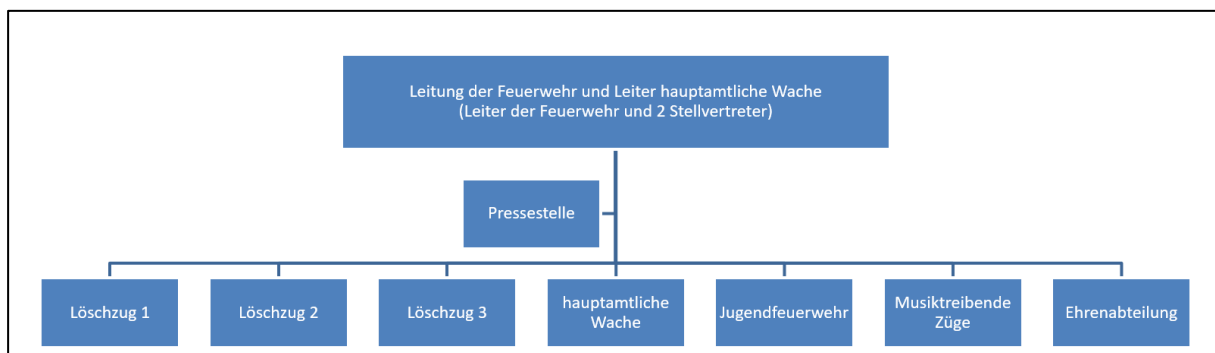 Leitung der Feuerwehr und Leiter hauptamtliche Wache
(Leiter der Feuerwehr und 2 Stellvertreter)
Pressestelle
Löschzug 1
Löschzug 2
Löschzug 3
hauptamtliche
Wache
Jugendfeuerwehr
Musiktreibende
Züge
Ehrenabteilung